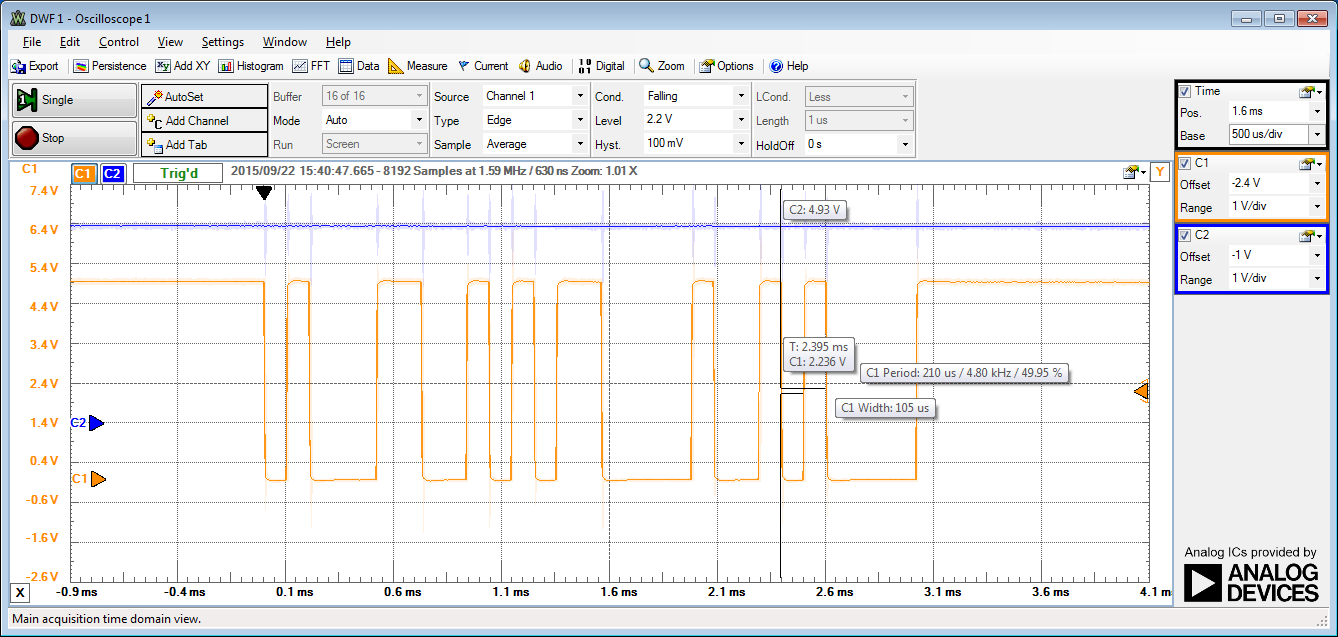 DWF 1 - Oscilloscope 1
File Edit Control View Settings Window Help
Export Persistence Add XY Histogram FFT Data Measure Current Audio Digital Zoom Options Help
Single AutoSet Buffer 16 of 16 Source Channel 1 Cond. Falling LCond. Less
Add Channel Mode Auto Type Edge Level 2.2 V Length 1 us
Stop Add Tab Run Screen Sample Average Hyst. 100 mV HoldOff 0 s
Time
Pos. 1.6 ms
Base 500 us/div
C1
Offset -2.4 V
Range 1 V/div
C2
Offset -1 V
Range 1 V/div
C1 C1 C2 Trig'd 2015/09/22 15:40:47.665 - 8192 Samples at 1.59 MHz / 630 ns Zoom: 1.01 X Y
7.4 V
C2: 4.93 V
6.4 V
5.4 V
4.4 V
3.4 V
T: 2.395 ms
C1: 2.236 V
C1 Period: 210 us / 4.80 kHz / 49.95 %
2.4 V
C1 Width: 105 us
1.4 V C2
0.4 V
C1
-0.6 V
-1.6 V
-2.6 V
X -0.9 ms -0.4 ms 0.1 ms 0.6 ms 1.1 ms 1.6 ms 2.1 ms 2.6 ms 3.1 ms 3.6 ms 4.1 m
Analog ICs provided by
ANALOG
DEVICES
Main acquisition time domain view.